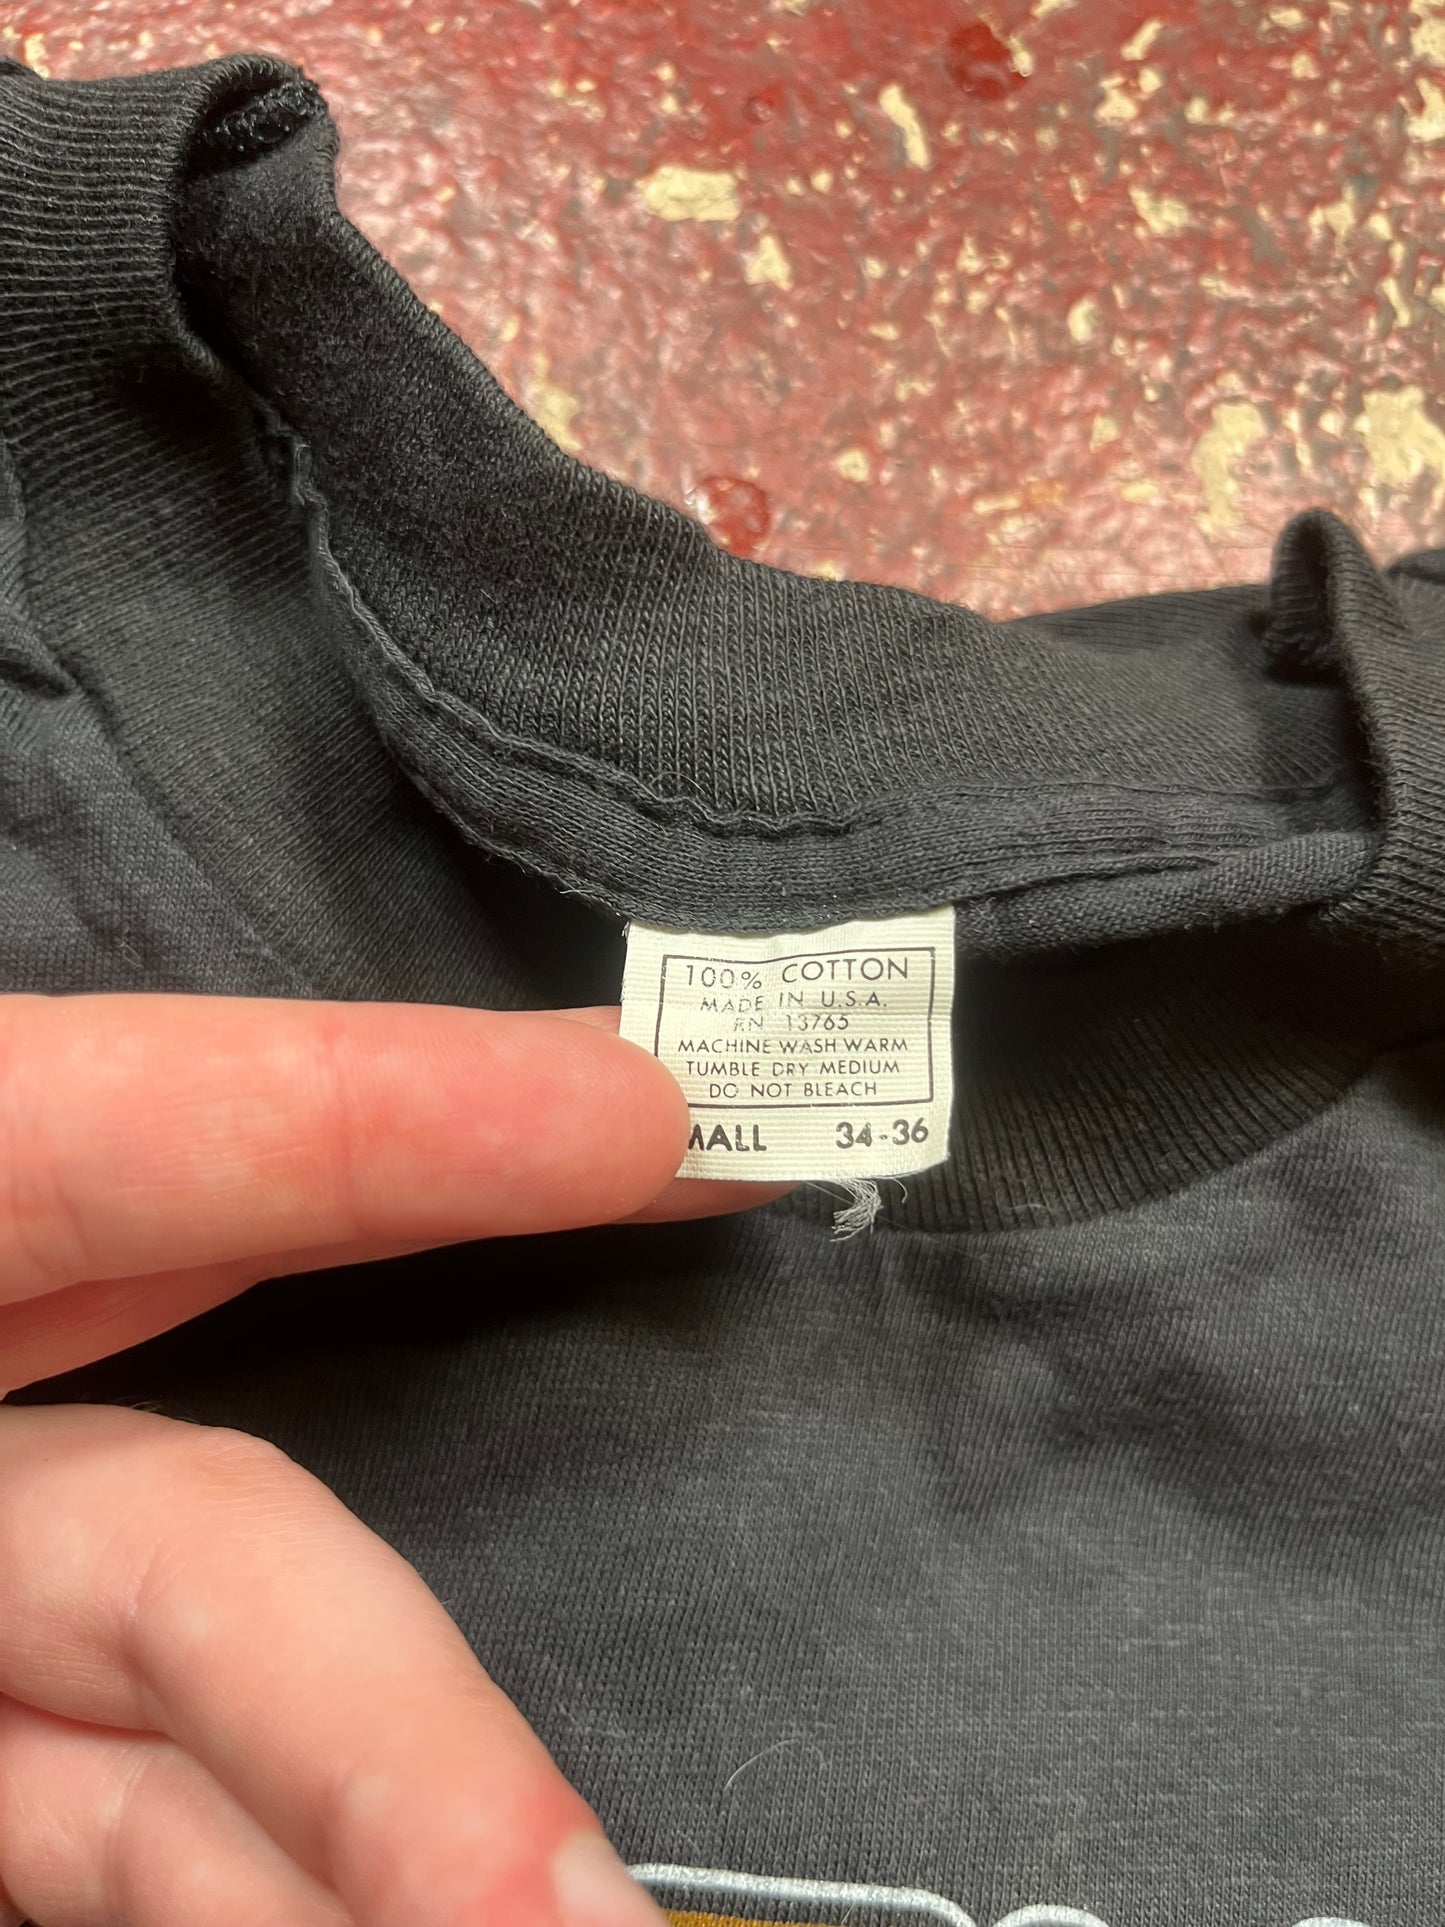 100% COTTON
MADE IN U.S.A.
RN 13765
MACHINE WASH WARM
TUMBLE DRY MEDIUM
DO NOT BLEACH
MALL 34-36